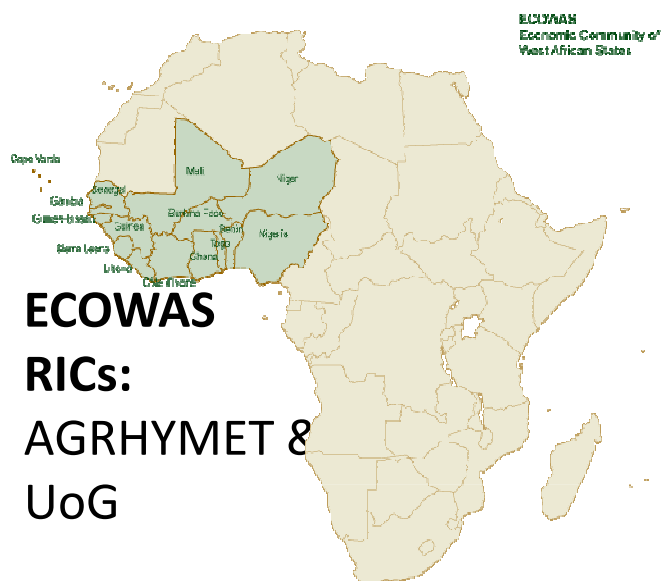 ECOWAS
Economic Community of
West African States
Cape Verde
Mali
Niger
Senegal
Gambia
Guinea-Bissau
Burkina Faso
Guinea
Benin
Nigeria
Togo
Sierra Leone
Ghana
Liberia
Côte d'Ivoire
ECOWAS
RICs:
AGRHYMET &
UoG